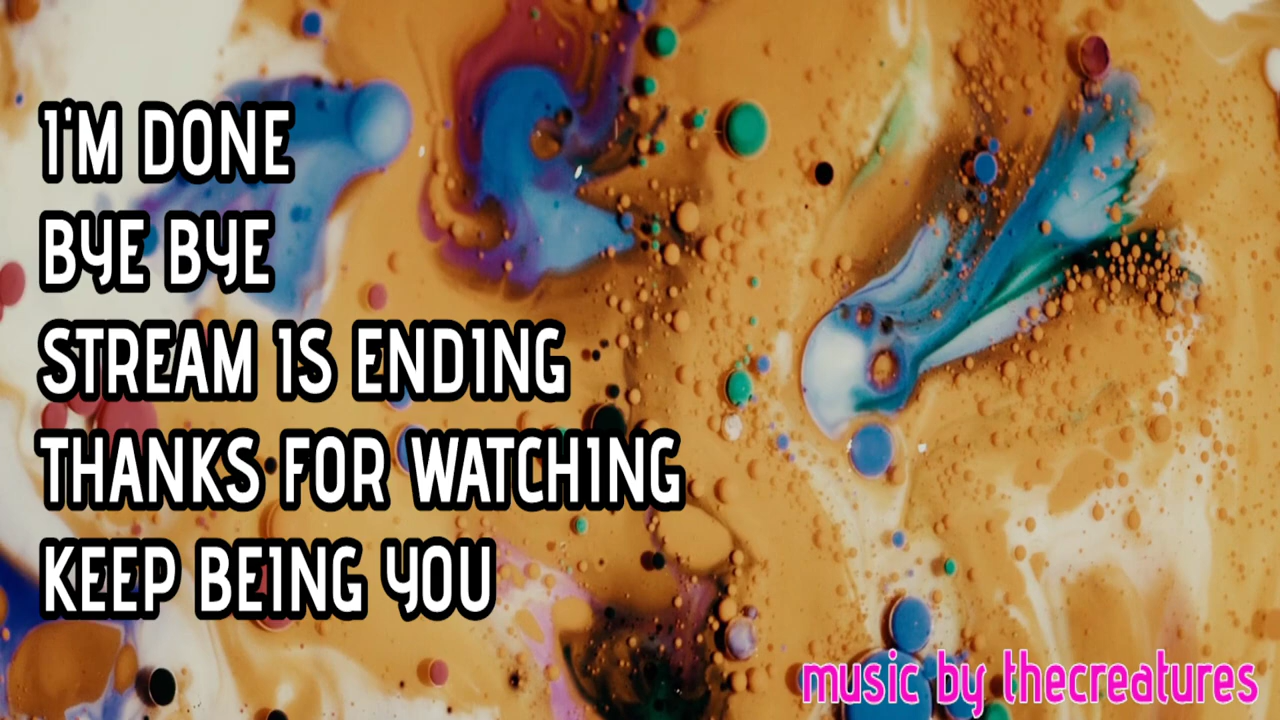 I'M DONE
BYE BYE
STREAM IS ENDING
THANKS FOR WATCHING
KEEP BEING YOU
music by thecreatures